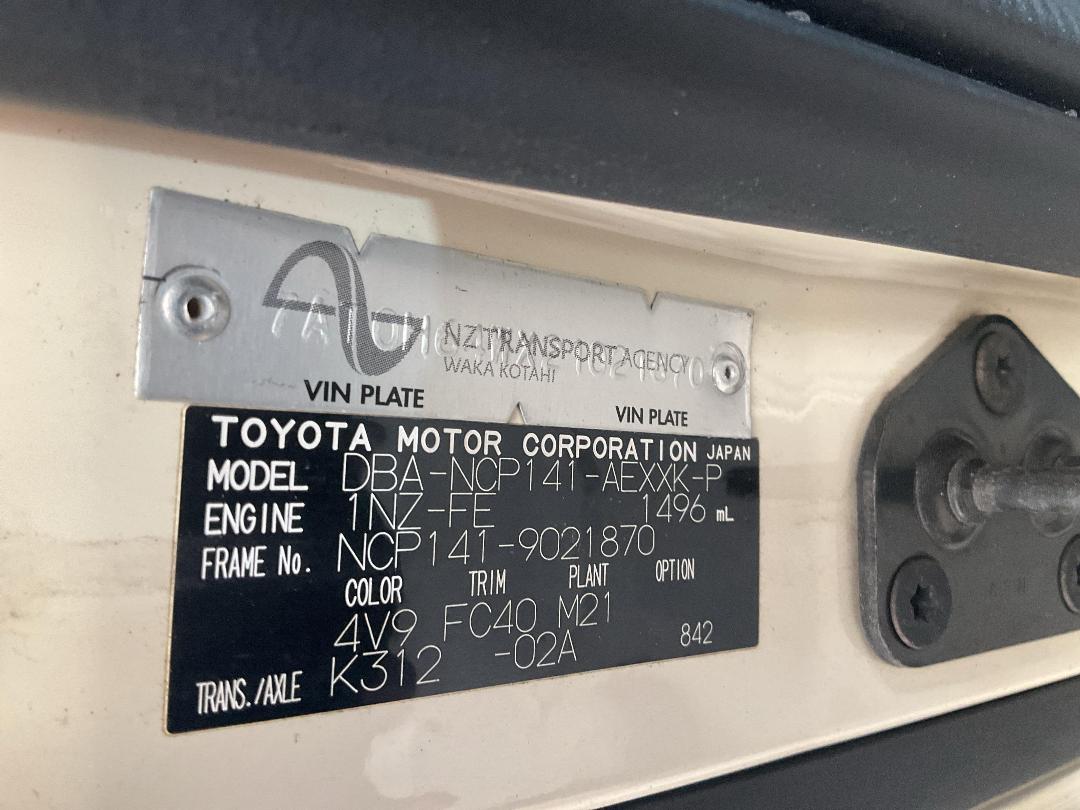 NZ TRANSPORT AGENCY
WAKA KOTAHI
VIN PLATE
VIN PLATE
TOYOTA MOTOR CORPORATION JAPAN
MODEL DBA-NCP141-AEXXK-P
ENGINE 1NZ-FE 1496 mL
FRAME No. NCP141-9021870
COLOR TRIM PLANT OPTION
4V9 FC40 M21
TRANS./AXLE K312 -02A 842